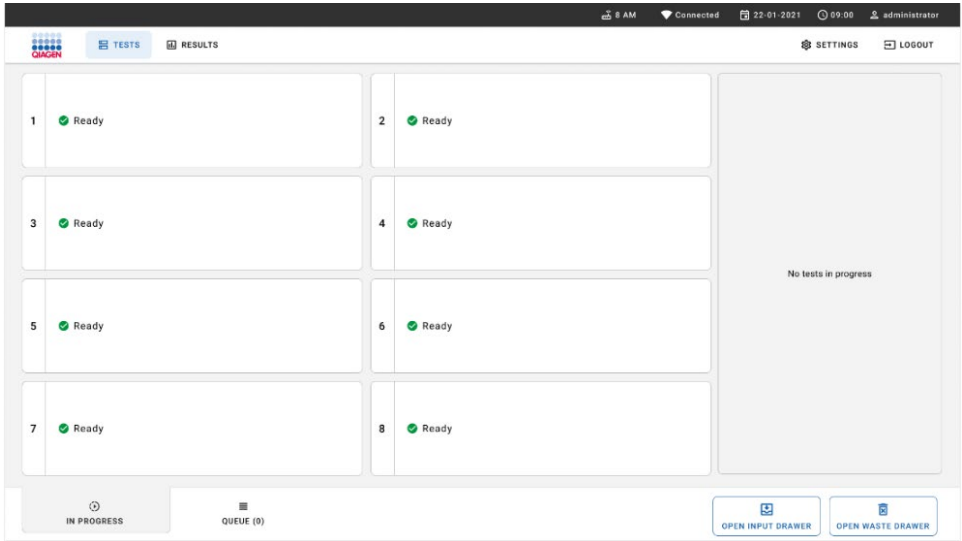 8 AM Connected 22-01-2021 09:00 administrator
QIAGEN TESTS RESULTS SETTINGS LOGOUT
1 Ready
2 Ready
3 Ready
4 Ready
No tests in progress
5 Ready
6 Ready
7 Ready
8 Ready
IN PROGRESS
QUEUE (0)
OPEN INPUT DRAWER
OPEN WASTE DRAWER